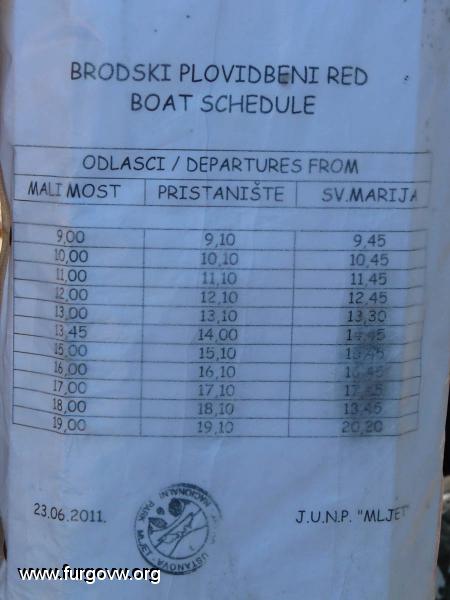 BRODSKI PLOVIDBENI RED
BOAT SCHEDULE
ODLASCI / DEPARTURES FROM
MALI MOST PRISTANIŠTE SV.MARIJA
9,00 9,10 9,45
10,00 10,10 10,45
11,00 11,10 11,45
12,00 12,10 12,45
13,00 13,10 13,30
13,45 14,00
15,00 15,10
16,00 16,10
17,00 17,10
18,00 18,10
19,00 19,10 20,20
23.06.2011. J.U.N.P. "MLJET"
NACIONALNI PARK MLJET USTANOVA
www.furgovw.org